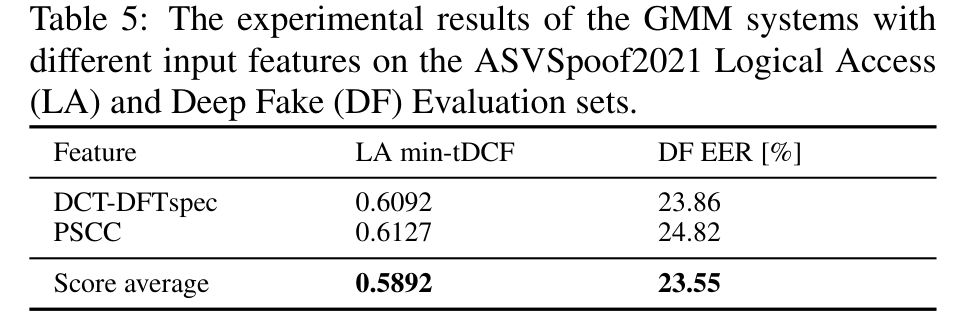 Table 5: The experimental results of the GMM systems with
different input features on the ASVSpoof2021 Logical Access
(LA) and Deep Fake (DF) Evaluation sets.
Feature LA min-tDCF DF EER [%]
DCT-DFTspec 0.6092 23.86
PSCC 0.6127 24.82
Score average 0.5892 23.55